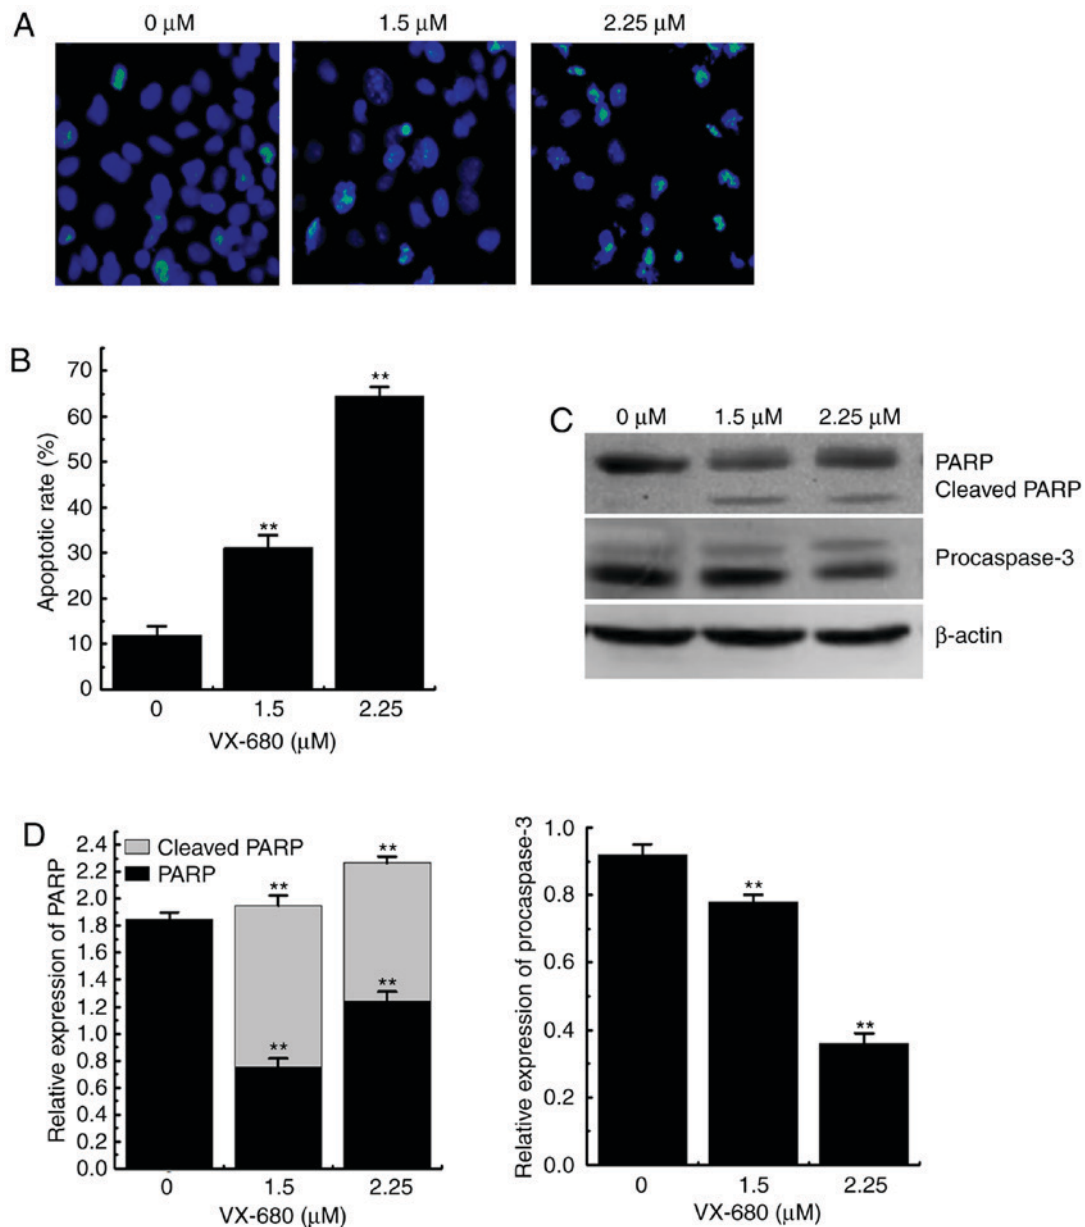 A
0 μM 1.5 μM 2.25 μM
B
Apoptotic rate (%)
70
60
50
40
30
20
10
0
0 1.5 2.25
VX-680 (μM)
**
**
C
0 μM 1.5 μM 2.25 μM
PARP
Cleaved PARP
Procaspase-3
β-actin
D
Relative expression of PARP
2.4
2.2
2.0
1.8
1.6
1.4
1.2
1.0
0.8
0.6
0.4
0.2
0.0
Cleaved PARP
PARP
**
**
**
**
0 1.5 2.25
VX-680 (μM)
Relative expression of procaspase-3
1.0
0.8
0.6
0.4
0.2
0.0
**
**
0 1.5 2.25
VX-680 (μM)